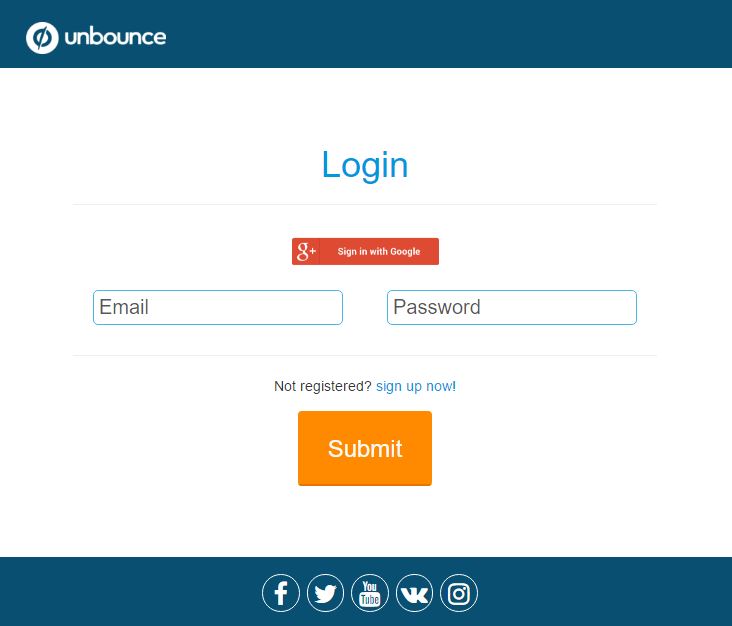 unbounce
Login
g+ Sign in with Google
Email Password
Not registered? sign up now!
Submit
You
Tube